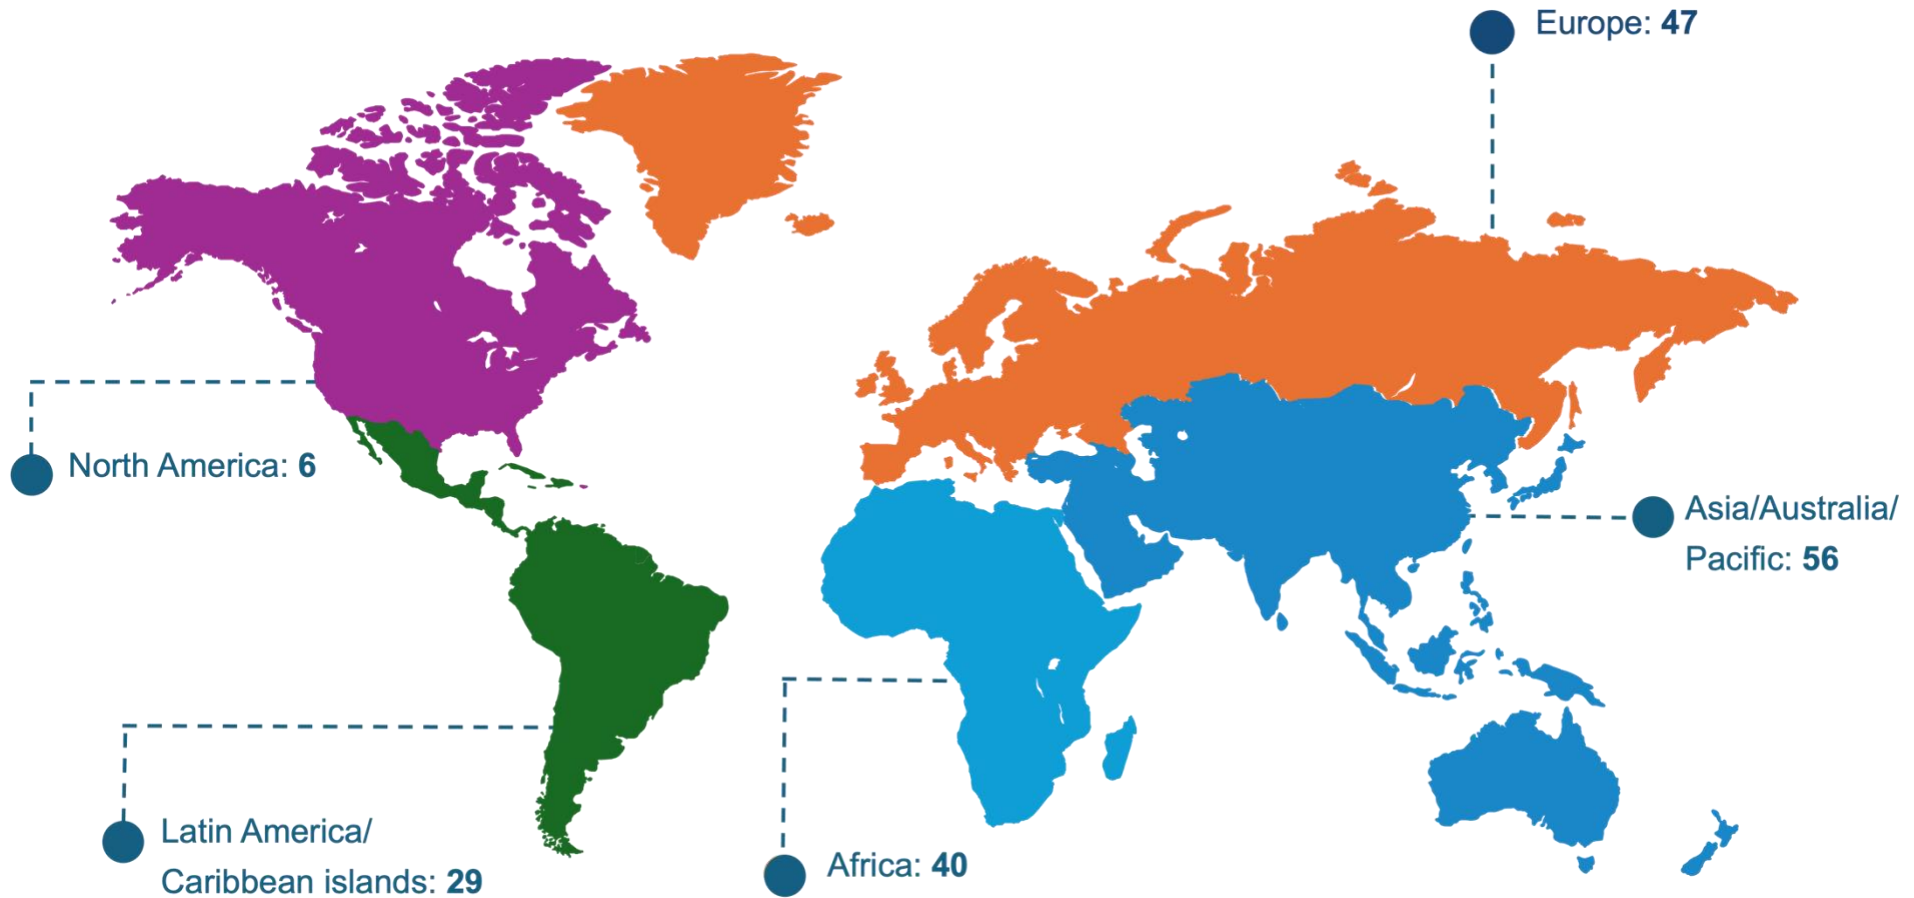 Europe: 47
North America: 6
Asia/Australia/
Pacific: 56
Latin America/
Caribbean islands: 29
Africa: 40